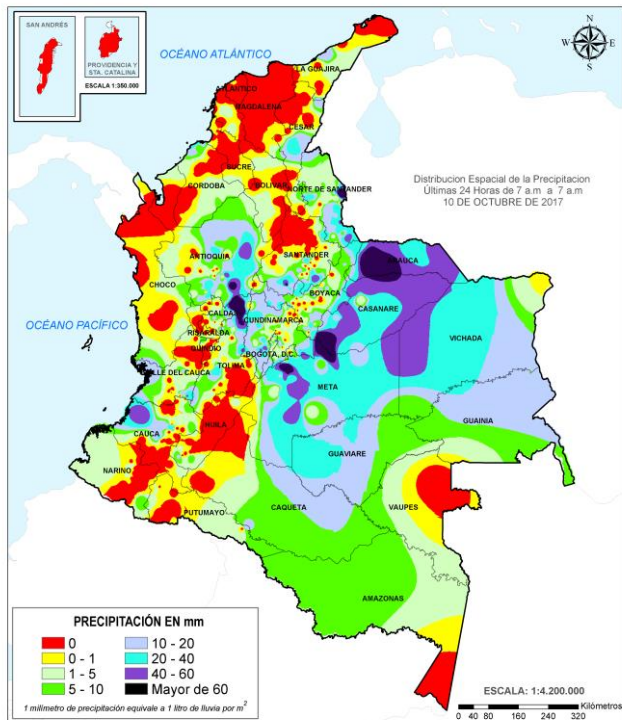 SAN ANDRÉS
PROVIDENCIA Y
STA. CATALINA
ESCALA 1:350.000
OCÉANO ATLÁNTICO
N
W E
S
LA GUAJIRA
ATLANTICO
MAGDALENA
CESAR
SUCRE
CORDOBA
BOLIVAR
NORTE DE SANTANDER
Distribucion Espacial de la Precipitacion
Últimas 24 Horas de 7 a.m a 7 a.m
10 DE OCTUBRE DE 2017
ANTIOQUIA
SANTANDER
ARAUCA
CHOCO
BOYACA
CASANARE
OCÉANO PACÍFICO
CALDAS
CUNDINAMARCA
VICHADA
RISARALDA
QUINDIO
BOGOTA, D.C.
TOLIMA
VALLE DEL CAUCA
META
GUAINIA
CAUCA
HUILA
GUAVIARE
NARINO
CAQUETA
VAUPES
PUTUMAYO
AMAZONAS
PRECIPITACIÓN EN mm
0 10 - 20
0 - 1 20 - 40
1 - 5 40 - 60
5 - 10 Mayor de 60
1 milímetro de precipitación equivale a 1 litro de lluvia por m2
ESCALA: 1:4.200.000
Kilómetros
0 40 80 160 240 320